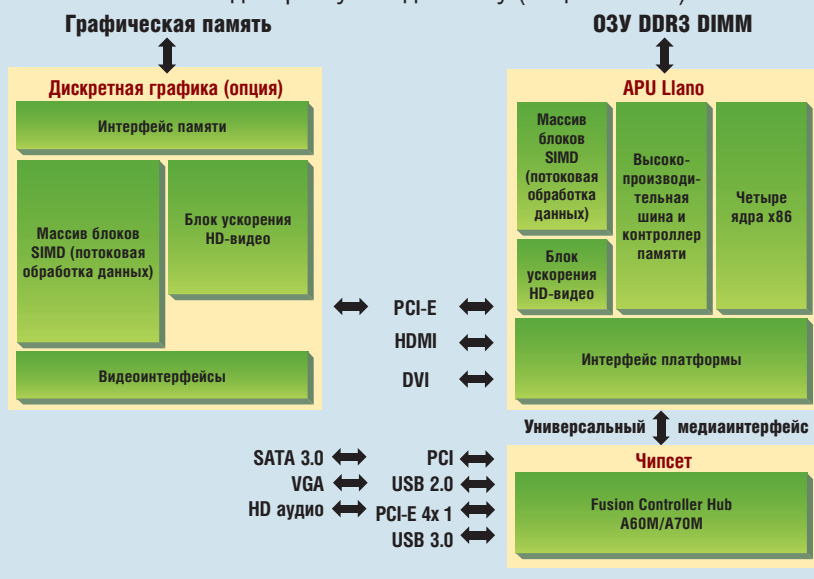 Графическая память
ОЗУ DDR3 DIMM
Дискретная графика (опция)
Интерфейс памяти
Массив блоков
SIMD (потоковая
обработка данных)
Блок ускорения
HD-видео
Видеоинтерфейсы
APU Llano
Массив
блоков
SIMD
(потоковая
обработка
данных)
Блок
ускорения
HD-видео
Высоко-
производи-
тельная
шина и
контроллер
памяти
Четыре
ядра x86
Интерфейс платформы
PCI-E
HDMI
DVI
Универсальный медиаинтерфейс
SATA 3.0
VGA
HD аудио
PCI
USB 2.0
PCI-E 4x 1
USB 3.0
Чипсет
Fusion Controller Hub
A60M/A70M